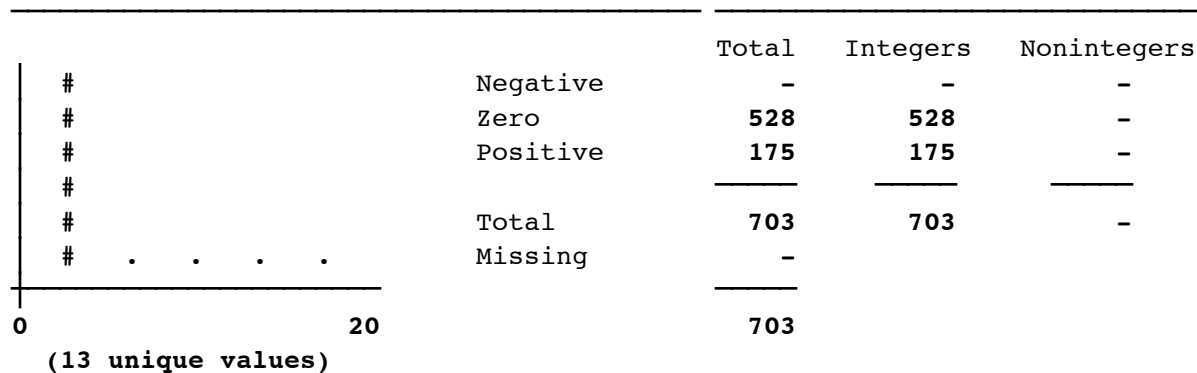 Total Integers Nonintegers
# Negative - - -
# Zero 528 528 -
# Positive 175 175 -
#
# Total 703 703 -
# . . . . Missing -
0 20 703
(13 unique values)